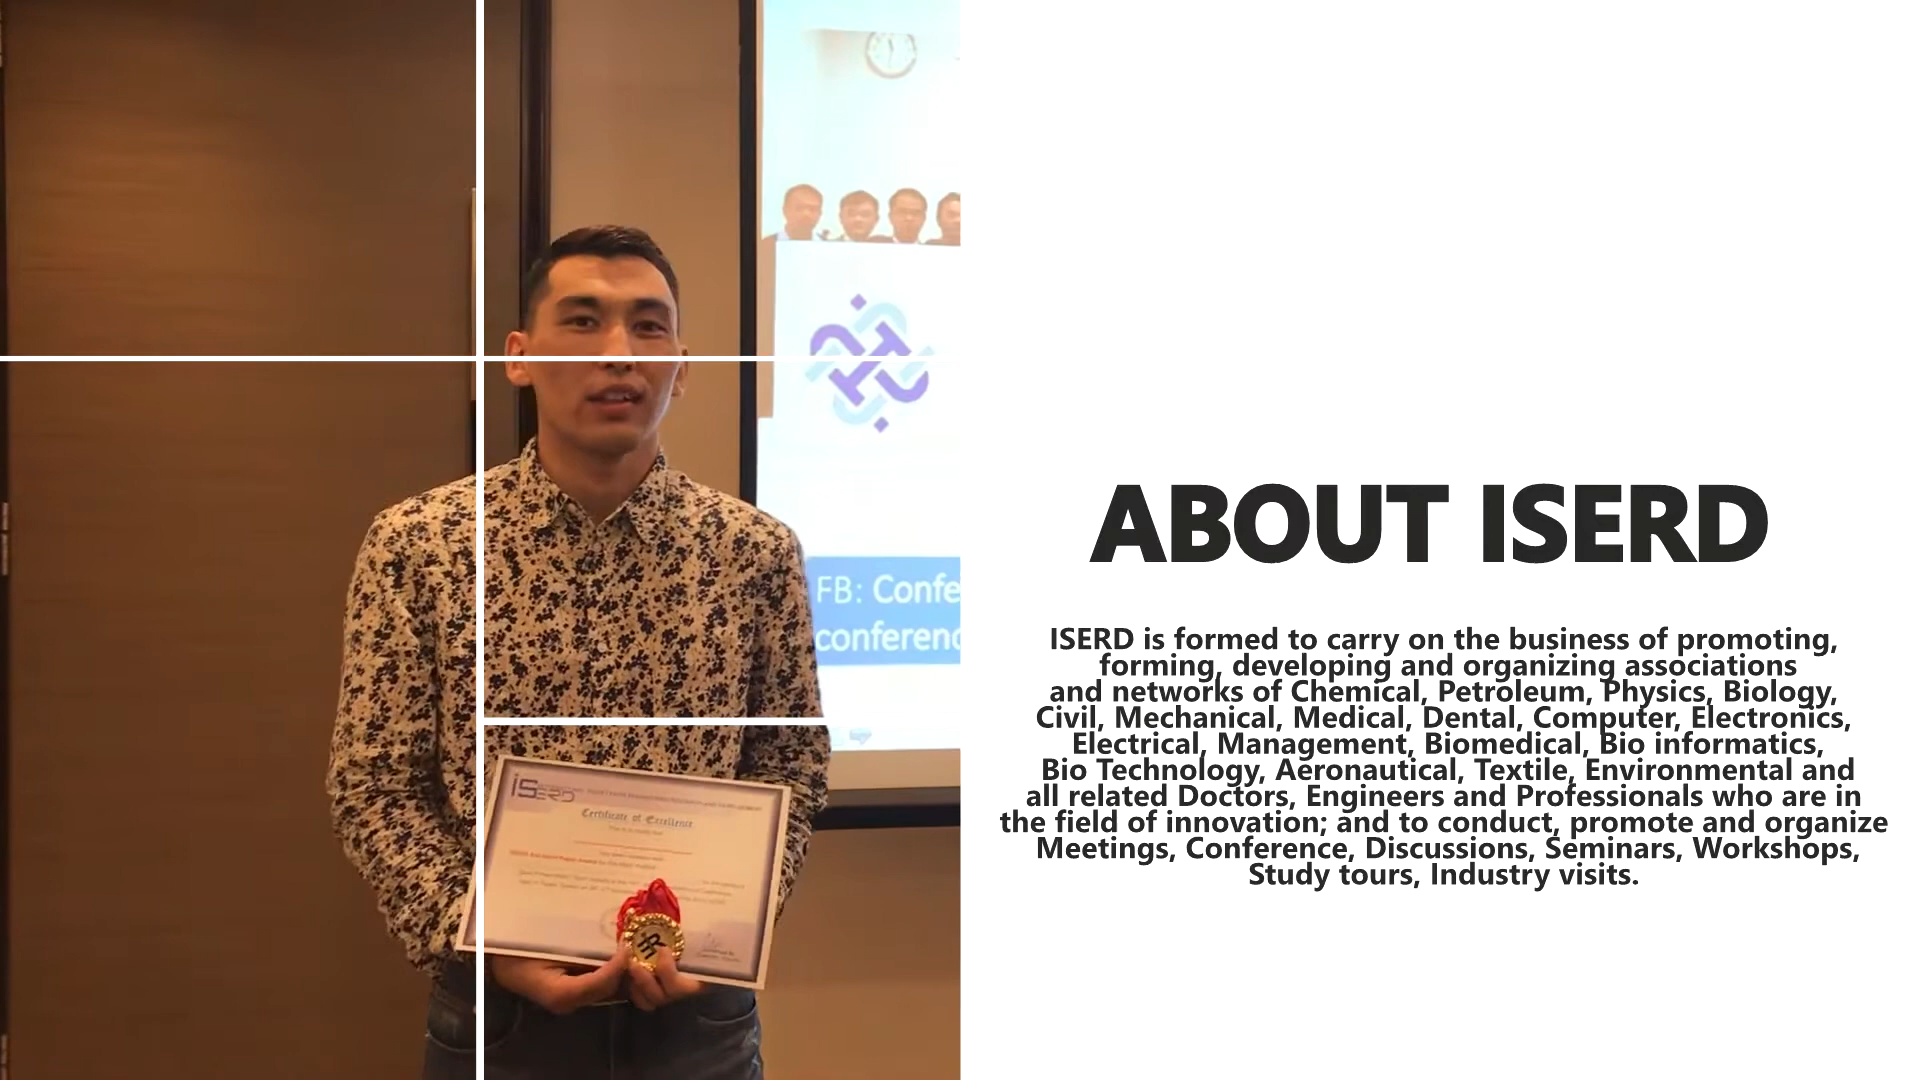 FB: Confe
conferenc
iSERD
Certificate of Excellence
ABOUT ISERD
ISERD is formed to carry on the business of promoting,
forming, developing and organizing associations
and networks of Chemical, Petroleum, Physics, Biology,
Civil, Mechanical, Medical, Dental, Computer, Electronics,
Electrical, Management, Biomedical, Bio informatics,
Bio Technology, Aeronautical, Textile, Environmental and
all related Doctors, Engineers and Professionals who are in
the field of innovation; and to conduct, promote and organize
Meetings, Conference, Discussions, Seminars, Workshops,
Study tours, Industry visits.